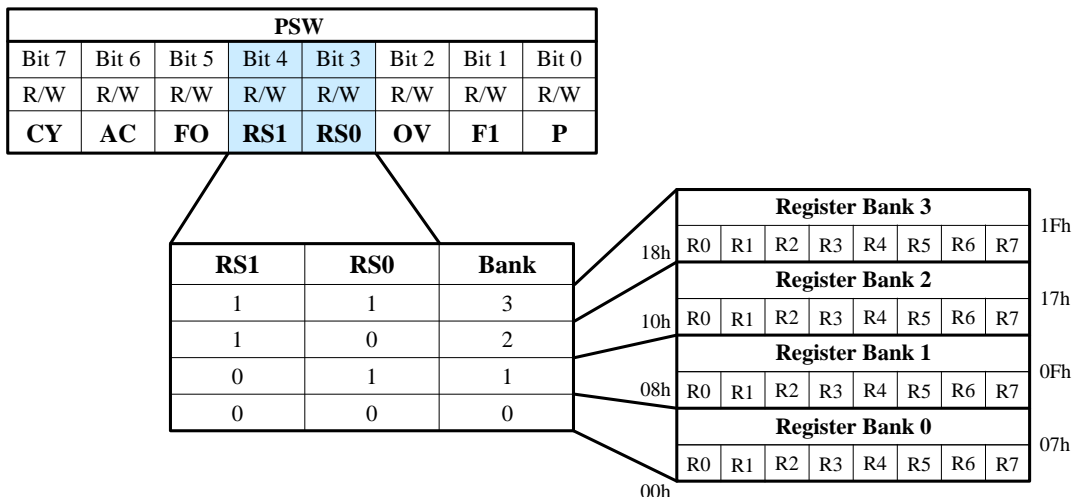 PSW
Bit 7 Bit 6 Bit 5 Bit 4 Bit 3 Bit 2 Bit 1 Bit 0
R/W R/W R/W R/W R/W R/W R/W R/W
CY AC FO RS1 RS0 OV F1 P
RS1 RS0 Bank
1 1 3
1 0 2
0 1 1
0 0 0
Register Bank 3
1Fh
18h R0 R1 R2 R3 R4 R5 R6 R7
Register Bank 2
17h
10h R0 R1 R2 R3 R4 R5 R6 R7
Register Bank 1
0Fh
08h R0 R1 R2 R3 R4 R5 R6 R7
Register Bank 0
07h
R0 R1 R2 R3 R4 R5 R6 R7
00h